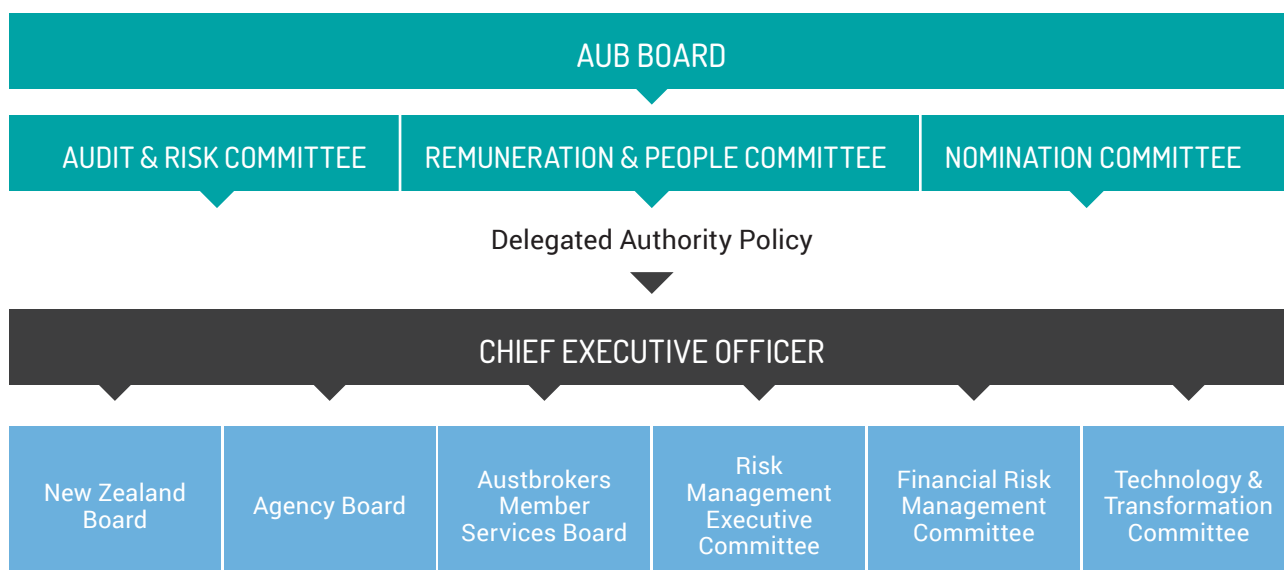 AUB BOARD
AUDIT & RISK COMMITTEE
REMUNERATION & PEOPLE COMMITTEE
NOMINATION COMMITTEE
Delegated Authority Policy
CHIEF EXECUTIVE OFFICER
New Zealand
Board
Agency Board
Austbrokers
Member
Services Board
Risk
Management
Executive
Committee
Financial Risk
Management
Committee
Technology &
Transformation
Committee